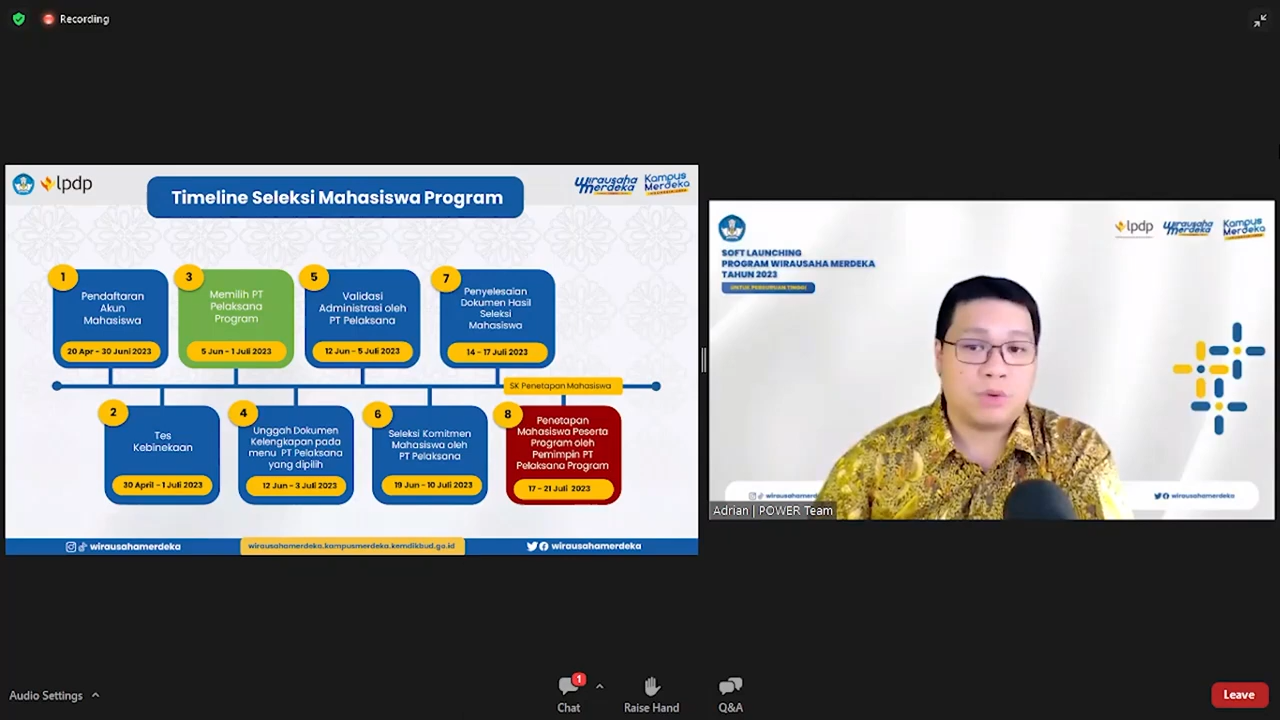 Recording
lpdp
Timeline Seleksi Mahasiswa Program
Wirausaha
Merdeka
Kampus
Merdeka
INDONESIA JAYA
1
Pendaftaran
Akun
Mahasiswa
20 Apr - 30 Juni 2023
3
Memilih PT
Pelaksana
Program
5 Jun - 1 Juli 2023
5
Validasi
Administrasi oleh
PT Pelaksana
12 Jun - 5 Juli 2023
7
Penyelesaian
Dokumen Hasil
Seleksi
Mahasiswa
14 - 17 Juli 2023
SK Penetapan Mahasiswa
2
Tes
Kebinekaan
30 April - 1 Juli 2023
4
Unggah Dokumen
Kelengkapan pada
menu PT Pelaksana
yang dipilih
12 Jun - 3 Juli 2023
6
Seleksi Komitmen
Mahasiswa oleh
PT Pelaksana
19 Jun - 10 Juli 2023
8
Penetapan
Mahasiswa Peserta
Program oleh
Pemimpin PT
Pelaksana Program
17 - 21 Juli 2023
wirausahamerdeka
wirausahamerdeka.kampusmerdeka.kemdikbud.go.id
wirausahamerdeka
lpdp
Wirausaha
Merdeka
Kampus
Merdeka
SOFT LAUNCHING
PROGRAM WIRAUSAHA MERDEKA
TAHUN 2023
UNTUK PERGURUAN TINGGI
wirausahamerd
wirausahamerdeka
Adrian | POWER Team
Audio Settings
1
Chat
Raise Hand
Q&A
Leave